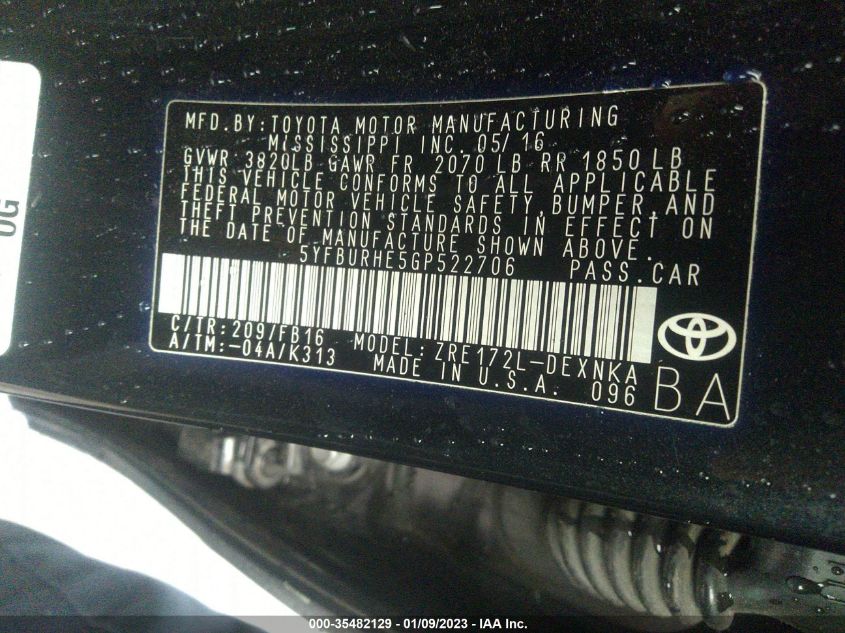 OG
MFD.BY:TOYOTA MOTOR MANUFACTURING
MISSISSIPPI INC.05/16
GVWR 3820LB GAWR FR 2070 LB RR 1850 LB
THIS VEHICLE CONFORMS TO ALL APPLICABLE
FEDERAL MOTOR VEHICLE SAFETY,BUMPER,AND
THEFT PREVENTION STANDARDS IN EFFECT ON
THE DATE OF MANUFACTURE SHOWN ABOVE.
5YFBURHE5GP522706 PASS.CAR
C/TR:209/FB16 MODEL:ZRE172L-DEXNKA
A/TM:-04A/K313 MADE IN U.S.A. 096
BA
000-35482129 - 01/09/2023 - © IAA Inc.